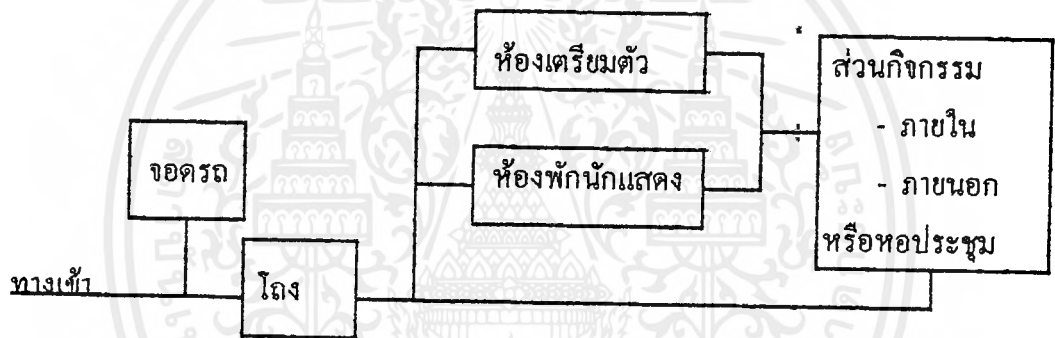 ห้องเตรียมตัว
ส่วนกิจกรรม
- ภายใน
- ภายนอก
หรือหอประชุม
จอดรถ
ห้องพักนักแสดง
ทางเข้า
โถง